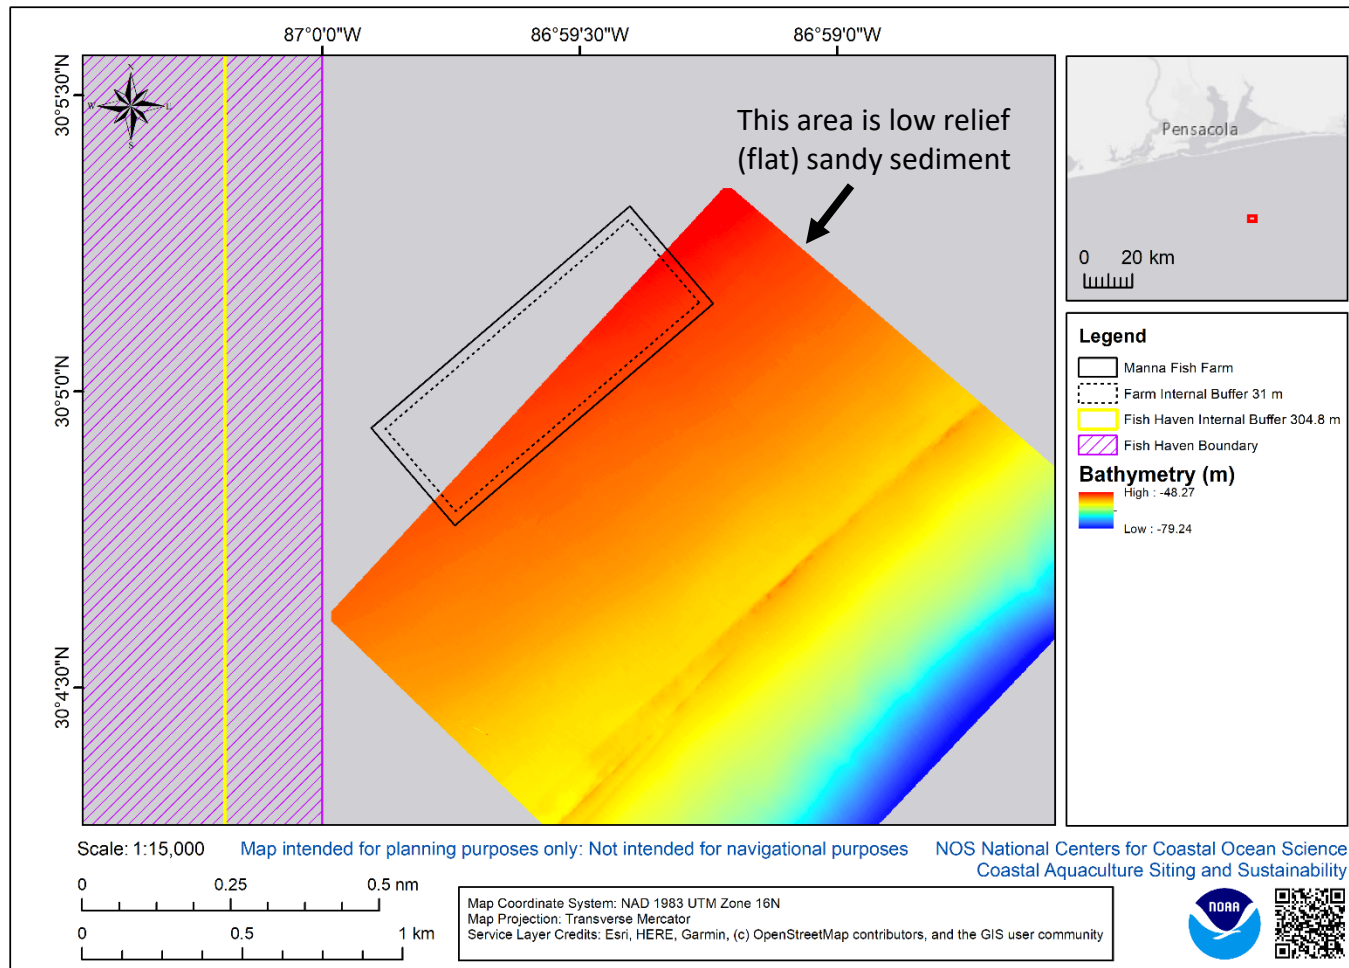 87°0'0"W
86°59'30"W
86°59'0"W
30°5'30"N
30°5'0"N
30°4'30"N
N
W
E
S
This area is low relief
(flat) sandy sediment
Pensacola
0 20 km
Legend
Manna Fish Farm
Farm Internal Buffer 31 m
Fish Haven Internal Buffer 304.8 m
Fish Haven Boundary
Bathymetry (m)
High : -48.27
Low : -79.24
Scale: 1:15,000
Map intended for planning purposes only: Not intended for navigational purposes
NOS National Centers for Coastal Ocean Science
Coastal Aquaculture Siting and Sustainability
0 0.25 0.5 nm
0 0.5 1 km
Map Coordinate System: NAD 1983 UTM Zone 16N
Map Projection: Transverse Mercator
Service Layer Credits: Esri, HERE, Garmin, (c) OpenStreetMap contributors, and the GIS user community
NOAA